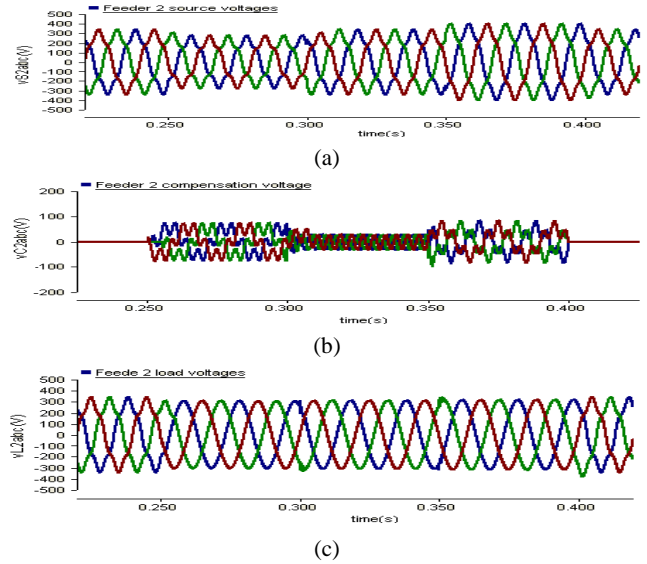 Feeder 2 source voltages
500
400
300
200
100
0
-100
-200
-300
-400
-500
vS2abc(V)
0.250 0.300 0.350 0.400
time(s)
(a)
Feeder 2 compensation voltage
200
100
0
-100
-200
vC2abc(V)
0.250 0.300 0.350 0.400
time(s)
(b)
Feede 2 load voltages
500
400
300
200
100
0
-100
-200
-300
-400
-500
vL2abc(V)
0.250 0.300 0.350 0.400
time(s)
(c)